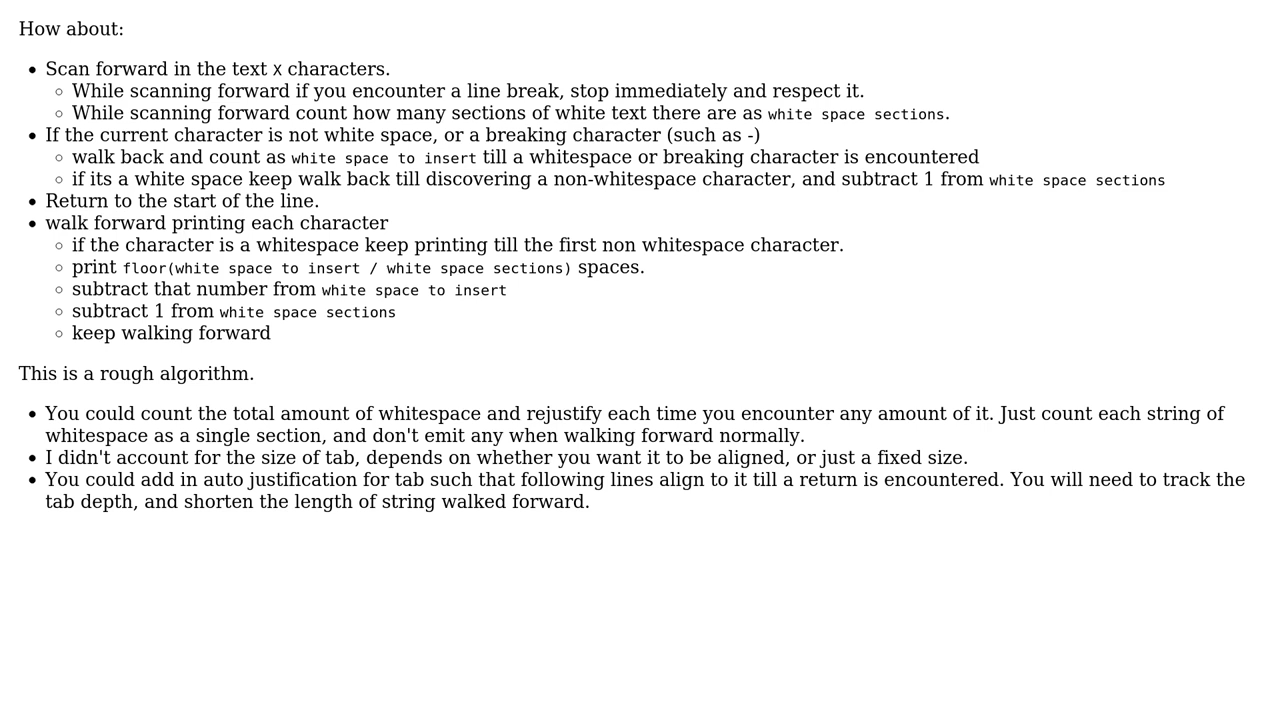 How about:
• Scan forward in the text X characters.
◦ While scanning forward if you encounter a line break, stop immediately and respect it.
◦ While scanning forward count how many sections of white text there are as white space sections.
• If the current character is not white space, or a breaking character (such as -)
◦ walk back and count as white space to insert till a whitespace or breaking character is encountered
◦ if its a white space keep walk back till discovering a non-whitespace character, and subtract 1 from white space sections
• Return to the start of the line.
• walk forward printing each character
◦ if the character is a whitespace keep printing till the first non whitespace character.
◦ print floor(white space to insert / white space sections) spaces.
◦ subtract that number from white space to insert
◦ subtract 1 from white space sections
◦ keep walking forward
This is a rough algorithm.
• You could count the total amount of whitespace and rejustify each time you encounter any amount of it. Just count each string of
whitespace as a single section, and don't emit any when walking forward normally.
• I didn't account for the size of tab, depends on whether you want it to be aligned, or just a fixed size.
• You could add in auto justification for tab such that following lines align to it till a return is encountered. You will need to track the
tab depth, and shorten the length of string walked forward.